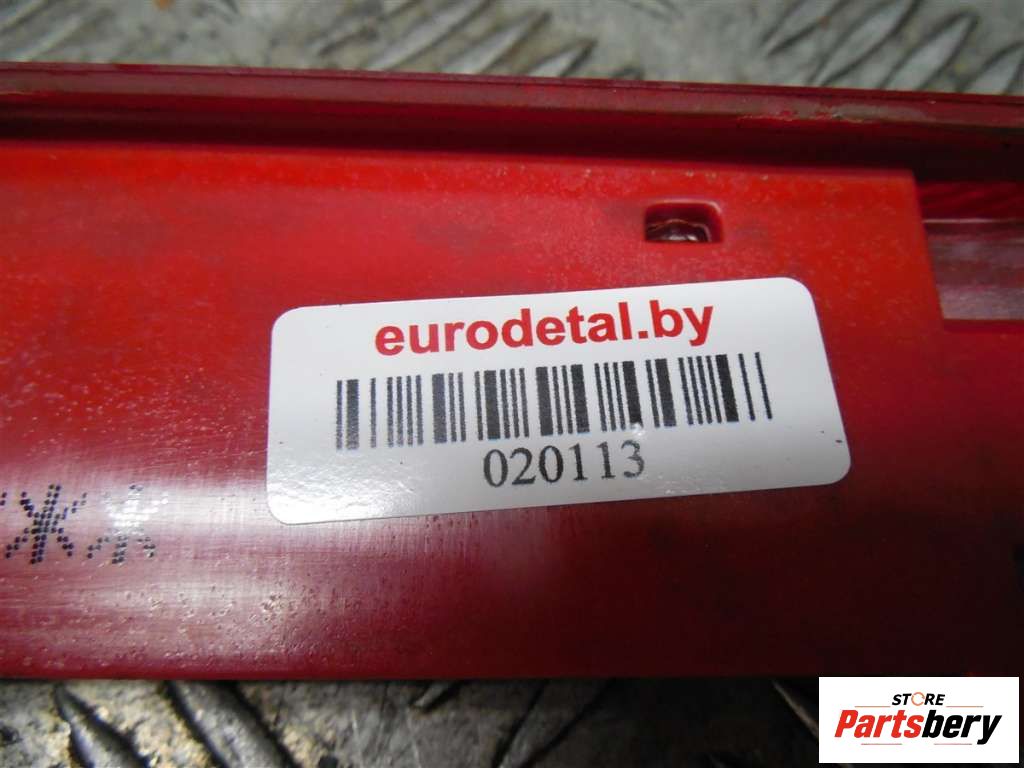 eurodetal.by
020113
**
STORE
Partsbery